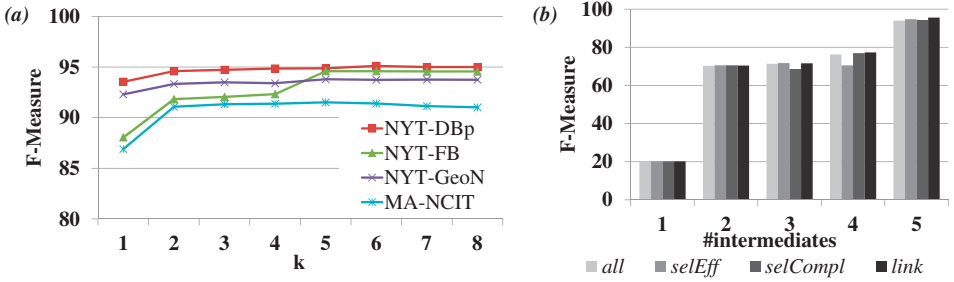 (a)
F-Measure
100
95
90
85
80
NYT-DBp
NYT-FB
NYT-GeoN
MA-NCIT
1 2 3 4 5 6 7 8
k
(b)
F-Measure
100
80
60
40
20
0
1 2 3 4 5
#intermediates
all selEff selCompl link